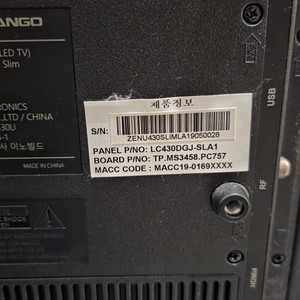 ANGO
LED TV)
Slim
RONICS
.,LTD / CHINA
30U
-1
사 이노빌드
MADE IN CHINA
제품정보
S/N:
ZENU430SLIMLA19050028
PANEL P/NO: LC430DGJ-SLA1
BOARD P/NO: TP.MS3458.PC757
MACC CODE : MACC19-0169XXXX
USB
RF